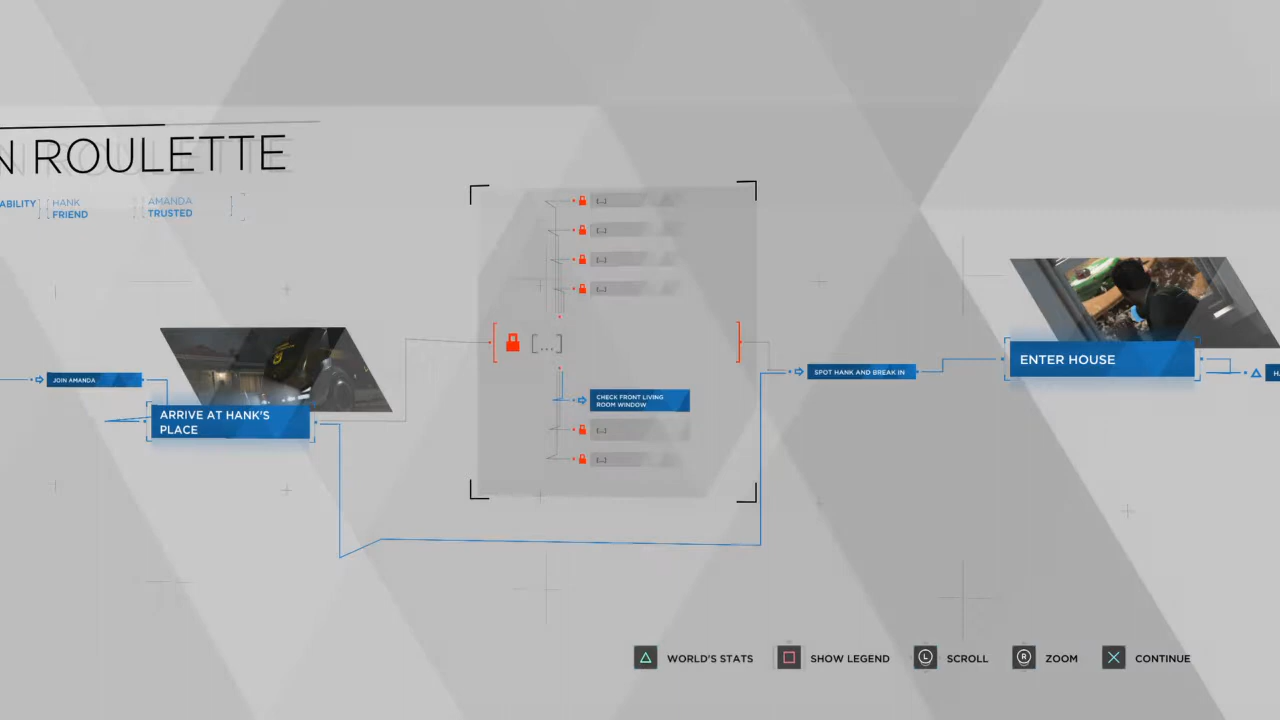 N ROULETTE
ABILITY
HANK
FRIEND
AMANDA
TRUSTED
[...]
[...]
[...]
[...]
[...]
JOIN AMANDA
ARRIVE AT HANK'S
PLACE
CHECK FRONT LIVING
ROOM WINDOW
[...]
[...]
SPOT HANK AND BREAK IN
ENTER HOUSE
H
WORLD'S STATS
SHOW LEGEND
L
SCROLL
R
ZOOM
CONTINUE